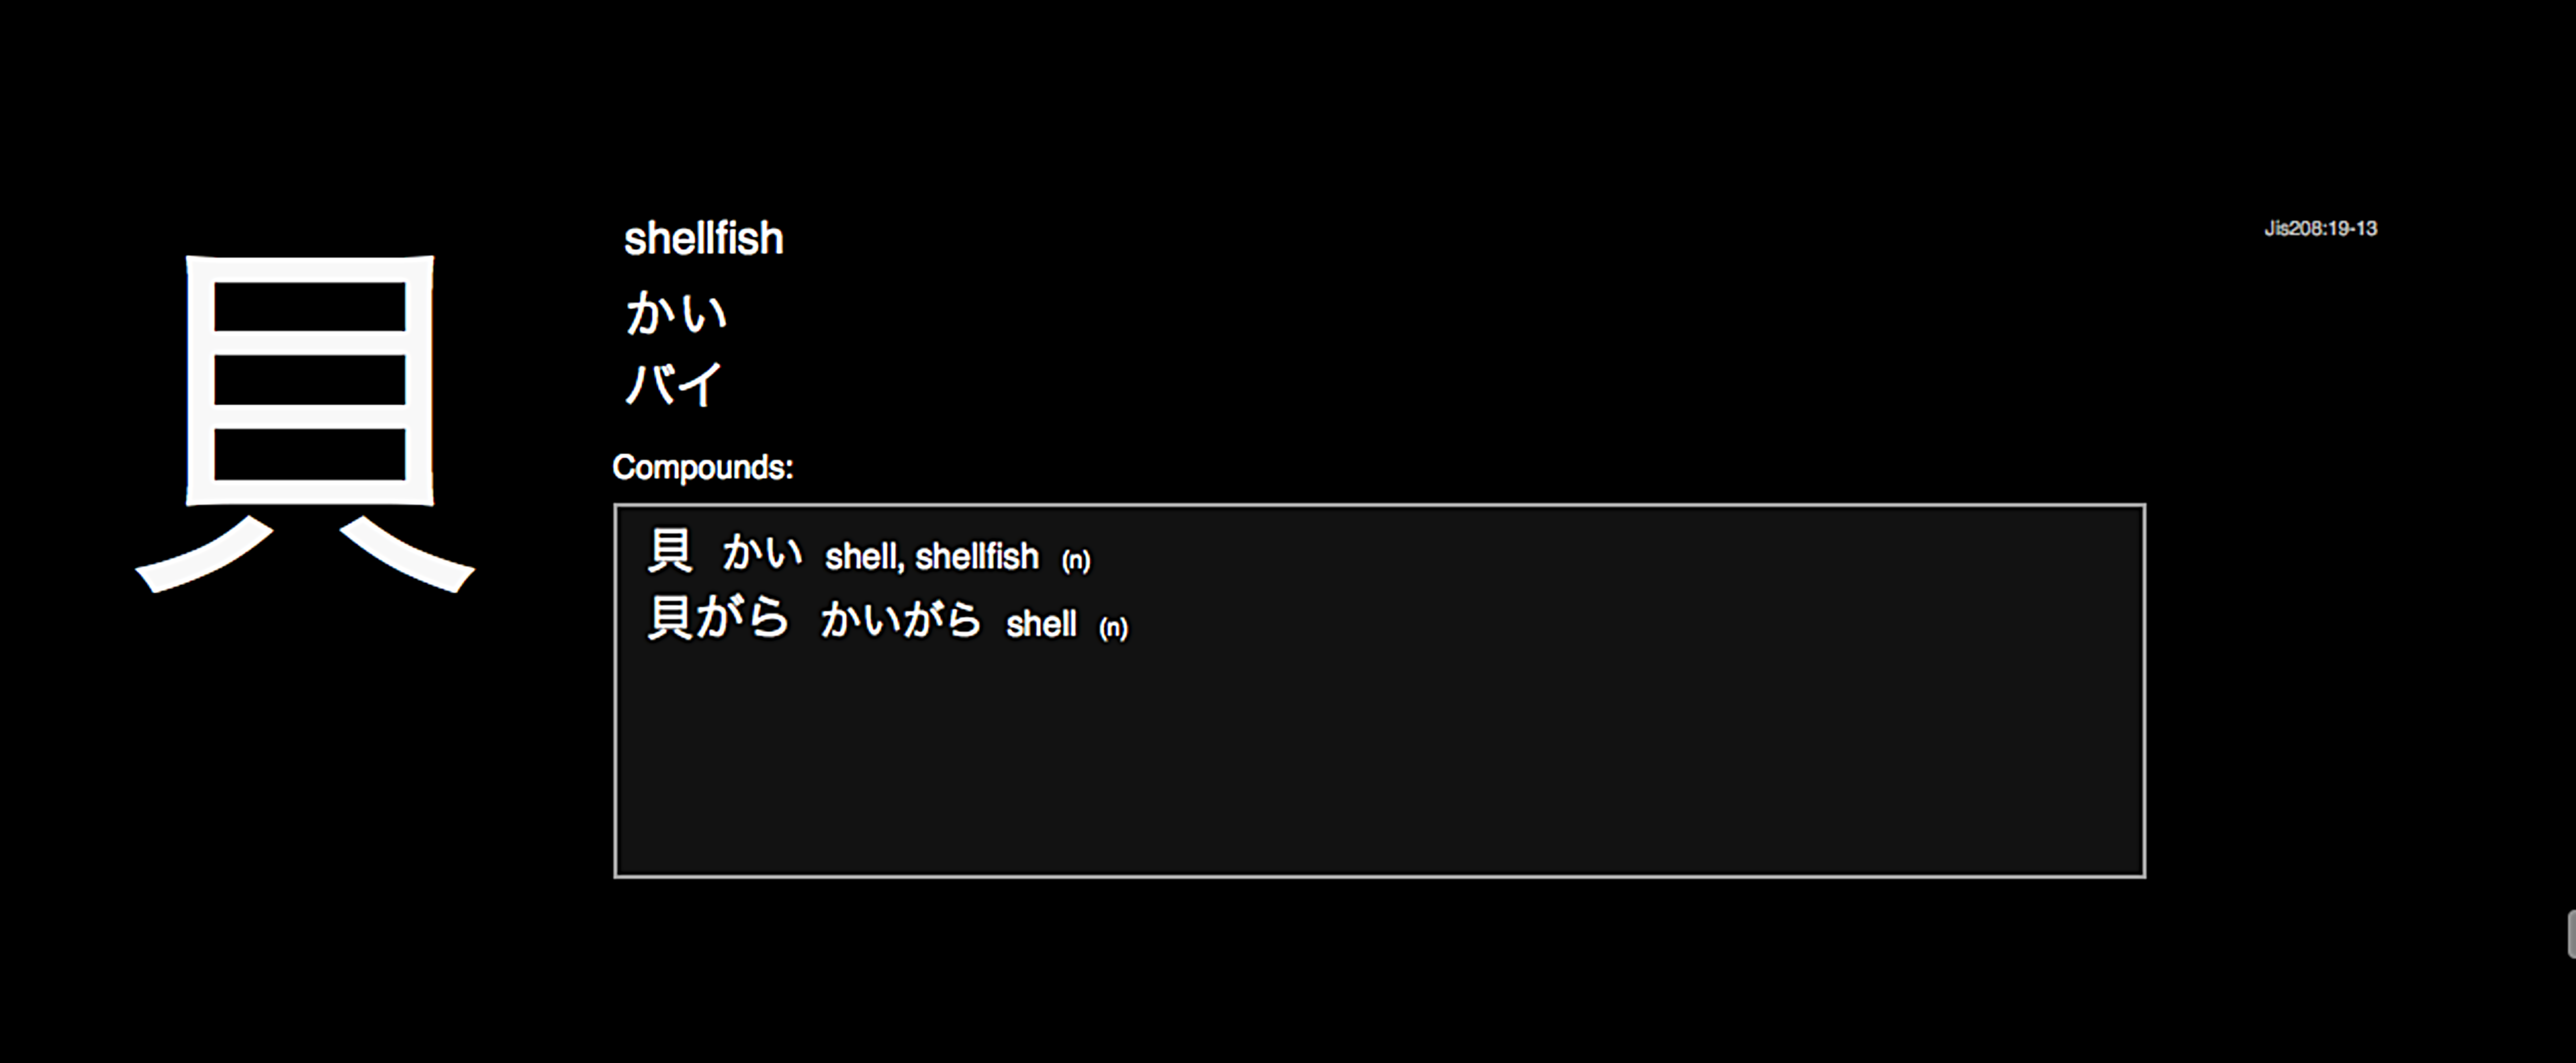 貝
shellfish
Jis208:19-13
かい
バイ
Compounds:
貝 かい shell, shellfish (n)
貝がら かいがら shell (n)